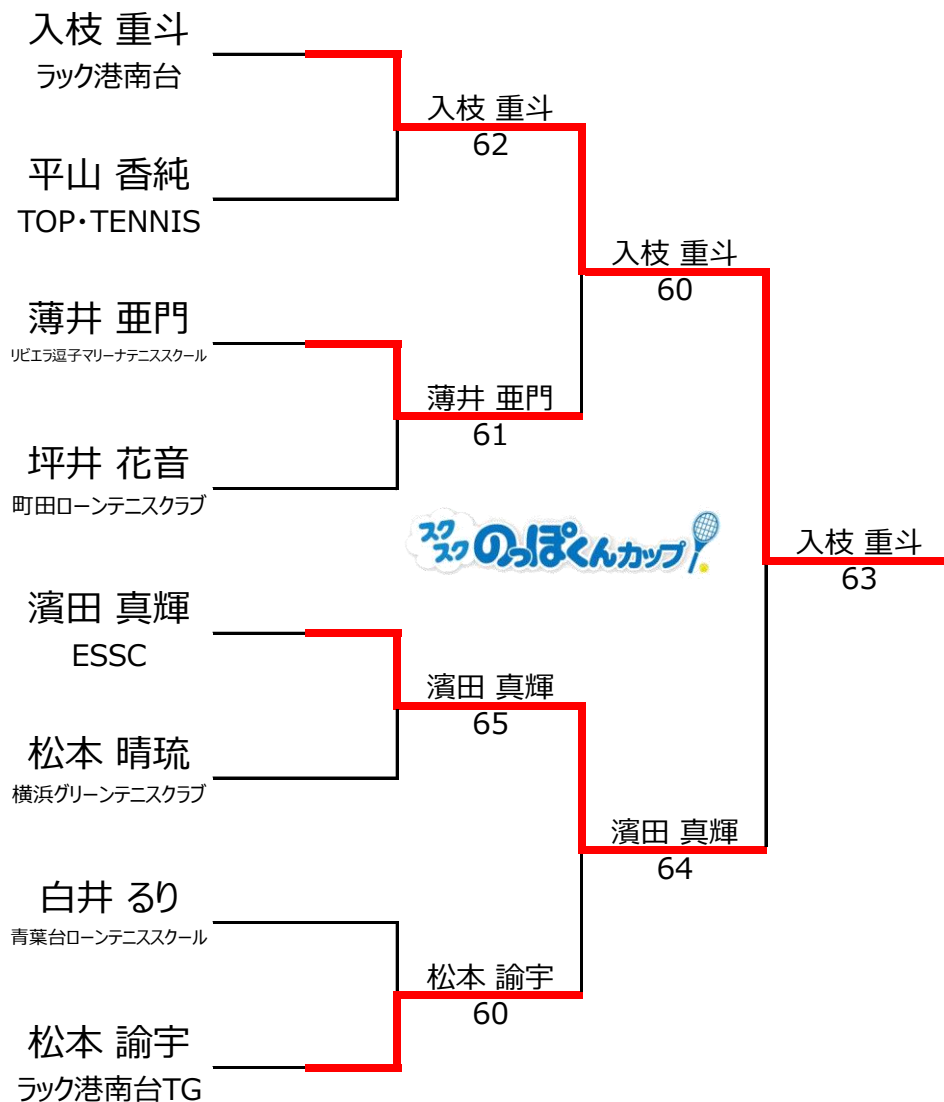 入枝 重斗
ラック港南台
平山 香純
TOP・TENNIS
薄井 亜門
リビエラ逗子マリーナテニススクール
坪井 花音
町田ローンテニスクラブ
濱田 真輝
ESSC
松本 晴琉
横浜グリーンテニスクラブ
白井 るり
青葉台ローンテニススクール
松本 諭宇
ラック港南台TG
入枝 重斗
62
薄井 亜門
61
濱田 真輝
65
松本 諭宇
60
入枝 重斗
60
濱田 真輝
64
スクスク のっぽくんカップ
入枝 重斗
63